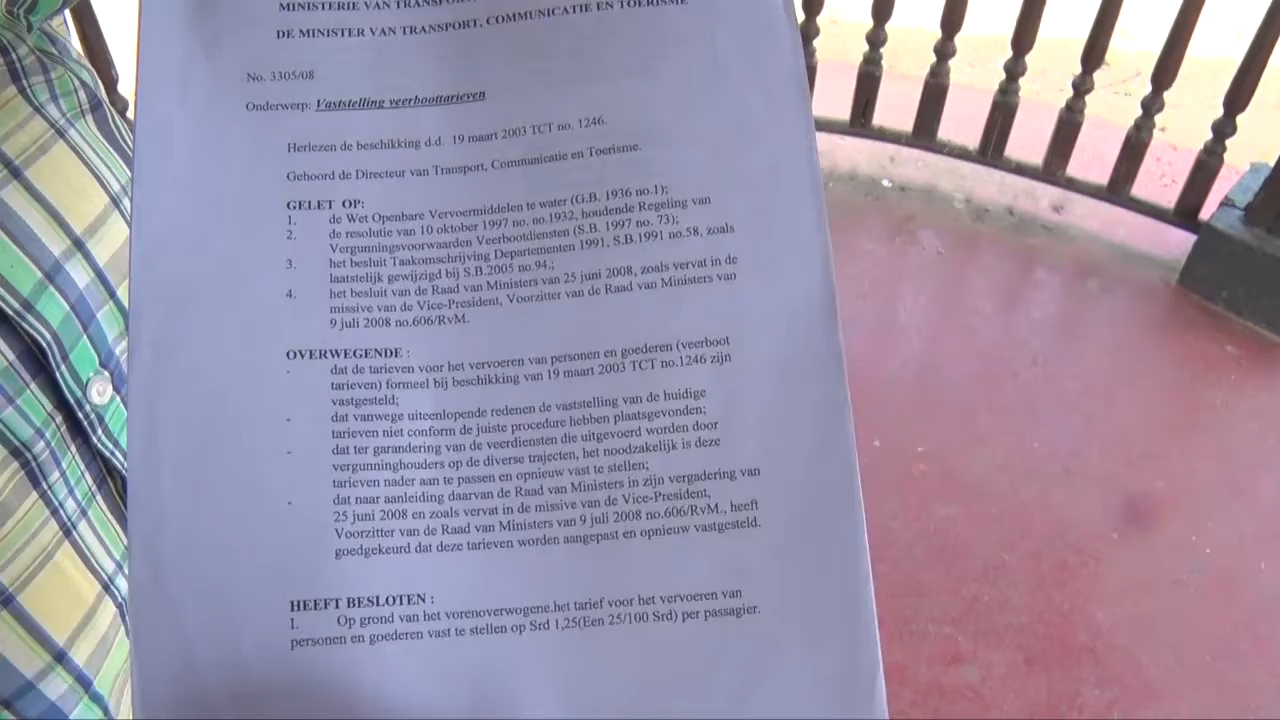 MINISTERIE VAN TRANSPORT,
DE MINISTER VAN TRANSPORT, COMMUNICATIE EN TOERISME
No. 3305/08
Onderwerp: Vaststelling veerboottarieven
Herlezen de beschikking d.d. 19 maart 2003 TCT no. 1246.
Gehoord de Directeur van Transport, Communicatie en Toerisme.
GELET OP:
1. de Wet Openbare Vervoermiddelen te water (G.B. 1936 no.1);
2. de resolutie van 10 oktober 1997 no. no.1932, houdende Regeling van
Vergunningsvoorwaarden Veerbootdiensten (S.B. 1997 no. 73);
3. het besluit Taakomschrijving Departementen 1991, S.B.1991 no.58, zoals
laatstelijk gewijzigd bij S.B.2005 no.94.;
4. het besluit van de Raad van Ministers van 25 juni 2008, zoals vervat in de
missive van de Vice-President, Voorzitter van de Raad van Ministers van
9 juli 2008 no.606/RvM.
OVERWEGENDE :
- dat de tarieven voor het vervoeren van personen en goederen (veerboot
tarieven) formeel bij beschikking van 19 maart 2003 TCT no.1246 zijn
vastgesteld;
- dat vanwege uiteenlopende redenen de vaststelling van de huidige
tarieven niet conform de juiste procedure hebben plaatsgevonden;
- dat ter garandering van de veerdiensten die uitgevoerd worden door
vergunninghouders op de diverse trajecten, het noodzakelijk is deze
tarieven nader aan te passen en opnieuw vast te stellen;
- dat naar aanleiding daarvan de Raad van Ministers in zijn vergadering van
25 juni 2008 en zoals vervat in de missive van de Vice-President,
Voorzitter van de Raad van Ministers van 9 juli 2008 no.606/RvM., heeft
goedgekeurd dat deze tarieven worden aangepast en opnieuw vastgesteld.
HEEFT BESLOTEN :
I. Op grond van het vorenoverwogene.het tarief voor het vervoeren van
personen en goederen vast te stellen op Srd 1,25(Een 25/100 Srd) per passagier.